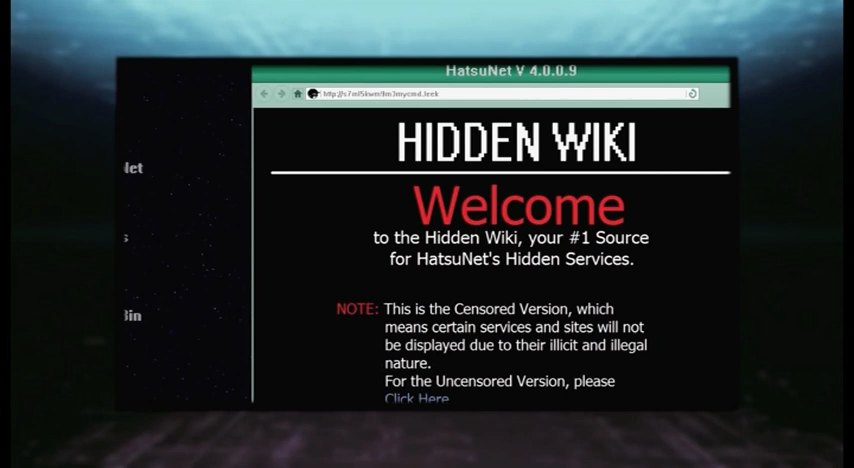 HatsuNet V 4.0.0.9
HIDDEN WIKI
Welcome
to the Hidden Wiki, your #1 Source
for HatsuNet's Hidden Services.
NOTE: This is the Censored Version, which
means certain services and sites will not
be displayed due to their illicit and illegal
nature.
For the Uncensored Version, please
Click Here